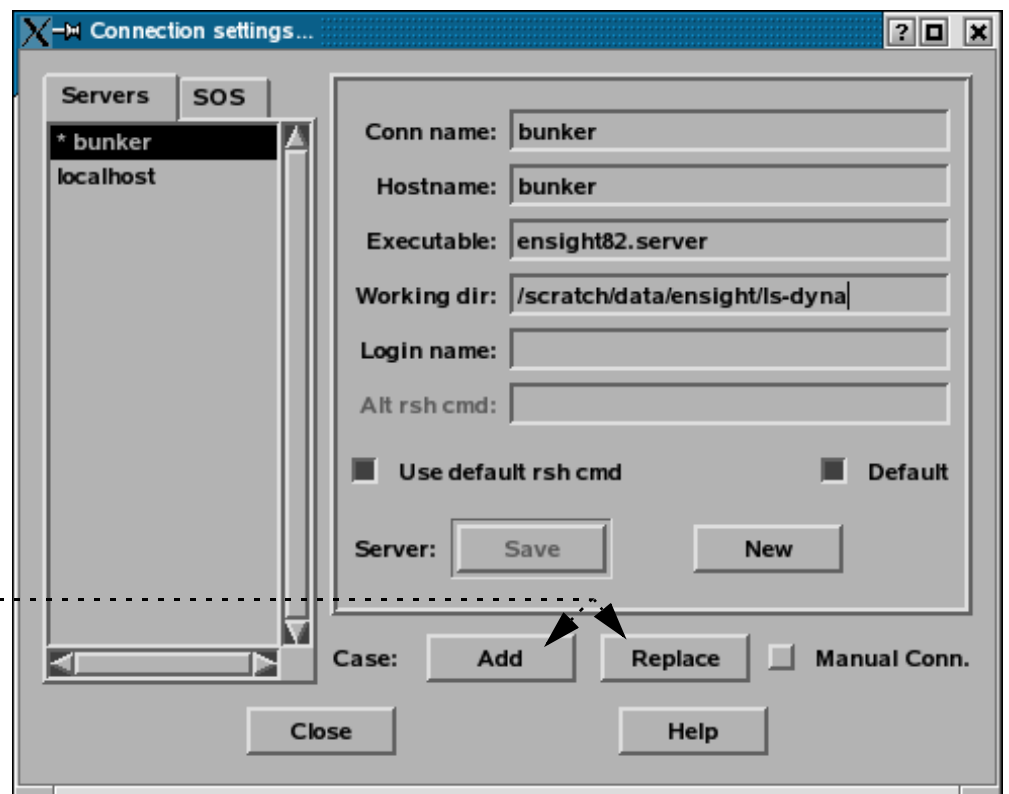 Connection settings...
?
Servers
SOS
* bunker
localhost
Conn name: bunker
Hostname: bunker
Executable: ensight82.server
Working dir: /scratch/data/ensight/ls-dyna
Login name:
Alt rsh cmd:
Use default rsh cmd
Default
Server: Save New
Case: Add Replace Manual Conn.
Close Help